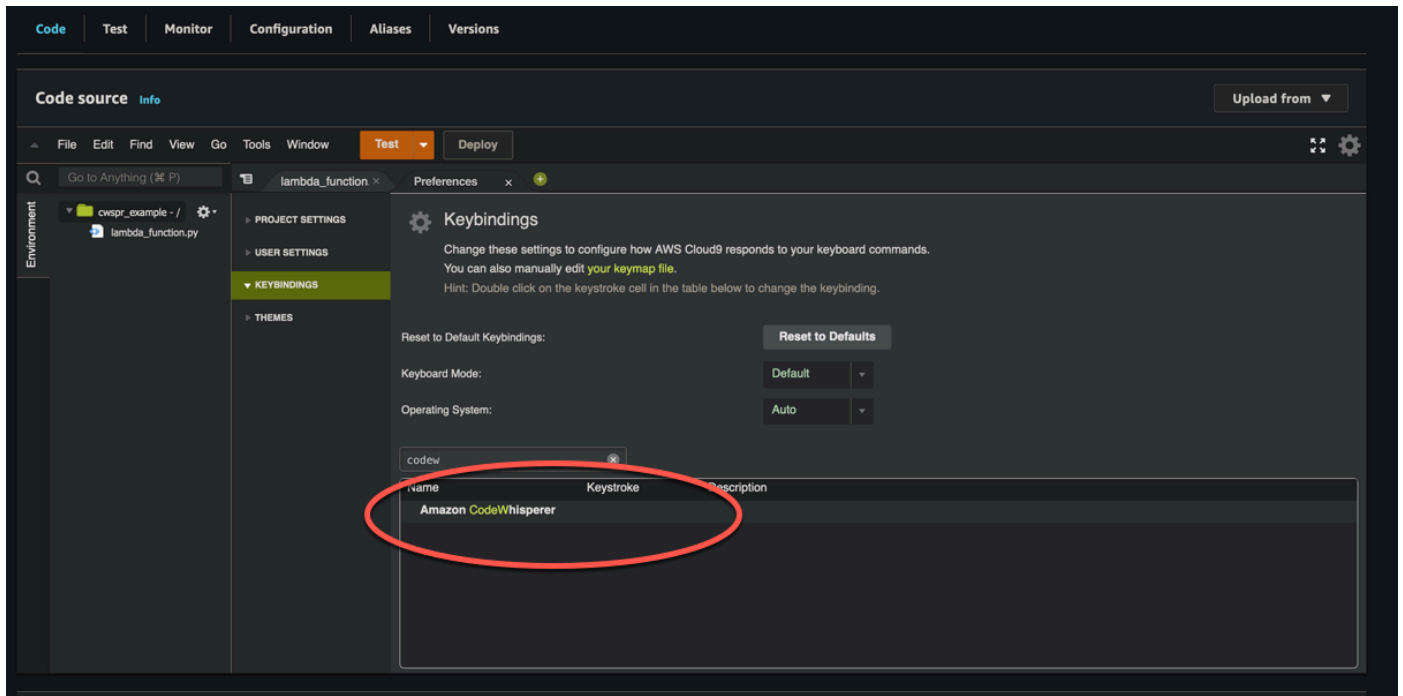 Code Test Monitor Configuration Aliases Versions
Code source Info
Upload from
File Edit Find View Go Tools Window Test Deploy
Go to Anything (⌘ P)
lambda_function
Preferences
Environment
cwspr_example - /
lambda_function.py
PROJECT SETTINGS
USER SETTINGS
KEYBINDINGS
THEMES
Keybindings
Change these settings to configure how AWS Cloud9 responds to your keyboard commands.
You can also manually edit your keymap file.
Hint: Double click on the keystroke cell in the table below to change the keybinding.
Reset to Default Keybindings: Reset to Defaults
Keyboard Mode: Default
Operating System: Auto
codew
Name Keystroke Description
Amazon CodeWhisperer